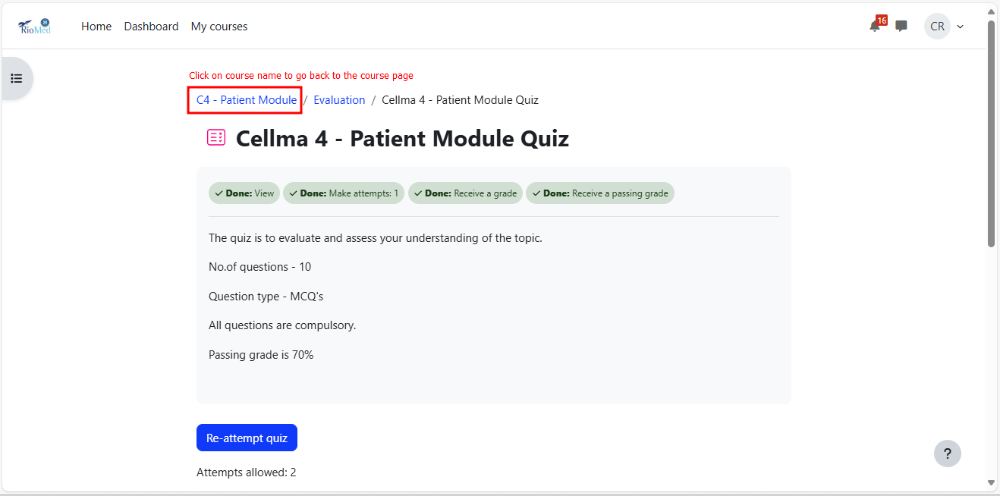 RioMed 25
Home Dashboard My courses 16 CR
Click on course name to go back to the course page
C4 - Patient Module / Evaluation / Cellma 4 - Patient Module Quiz
Cellma 4 - Patient Module Quiz
Done: View Done: Make attempts: 1 Done: Receive a grade Done: Receive a passing grade
The quiz is to evaluate and assess your understanding of the topic.
No.of questions - 10
Question type - MCQ's
All questions are compulsory.
Passing grade is 70%
Re-attempt quiz
?
Attempts allowed: 2